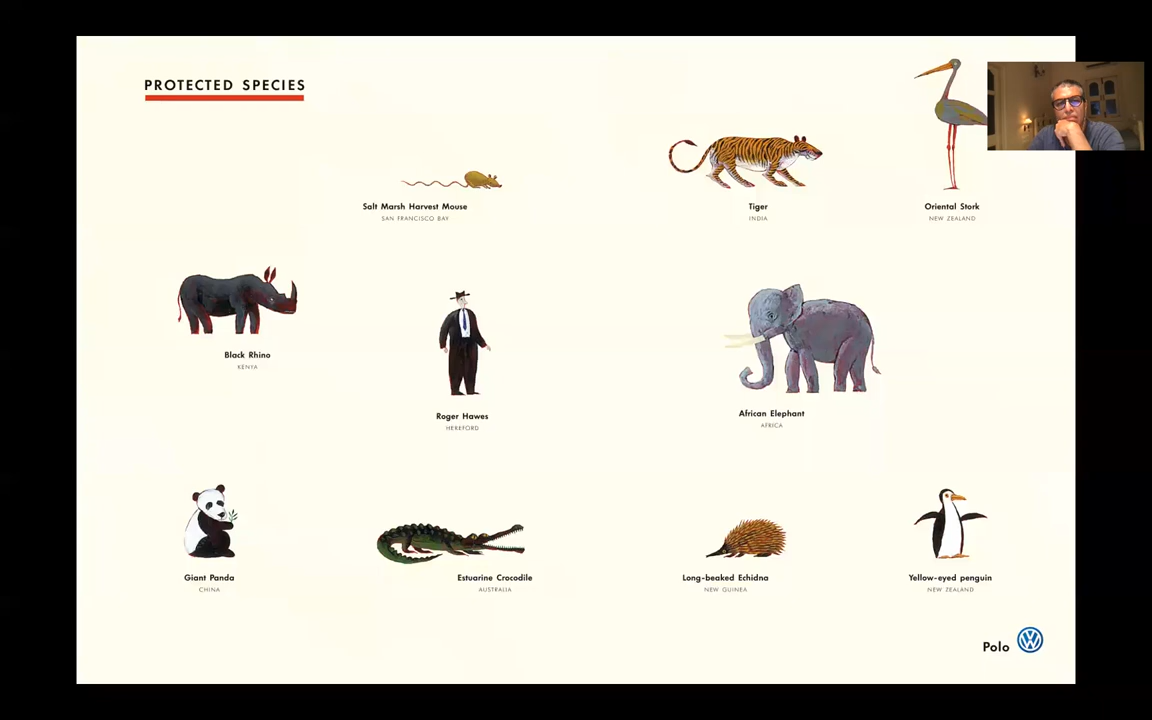 PROTECTED SPECIES
Salt Marsh Harvest Mouse
SAN FRANCISCO BAY
Tiger
INDIA
Oriental Stork
NEW ZEALAND
Black Rhino
KENYA
Roger Hawes
HEREFORD
African Elephant
AFRICA
Giant Panda
CHINA
Estuarine Crocodile
AUSTRALIA
Long-beaked Echidna
NEW GUINEA
Yellow-eyed penguin
NEW ZEALAND
Polo